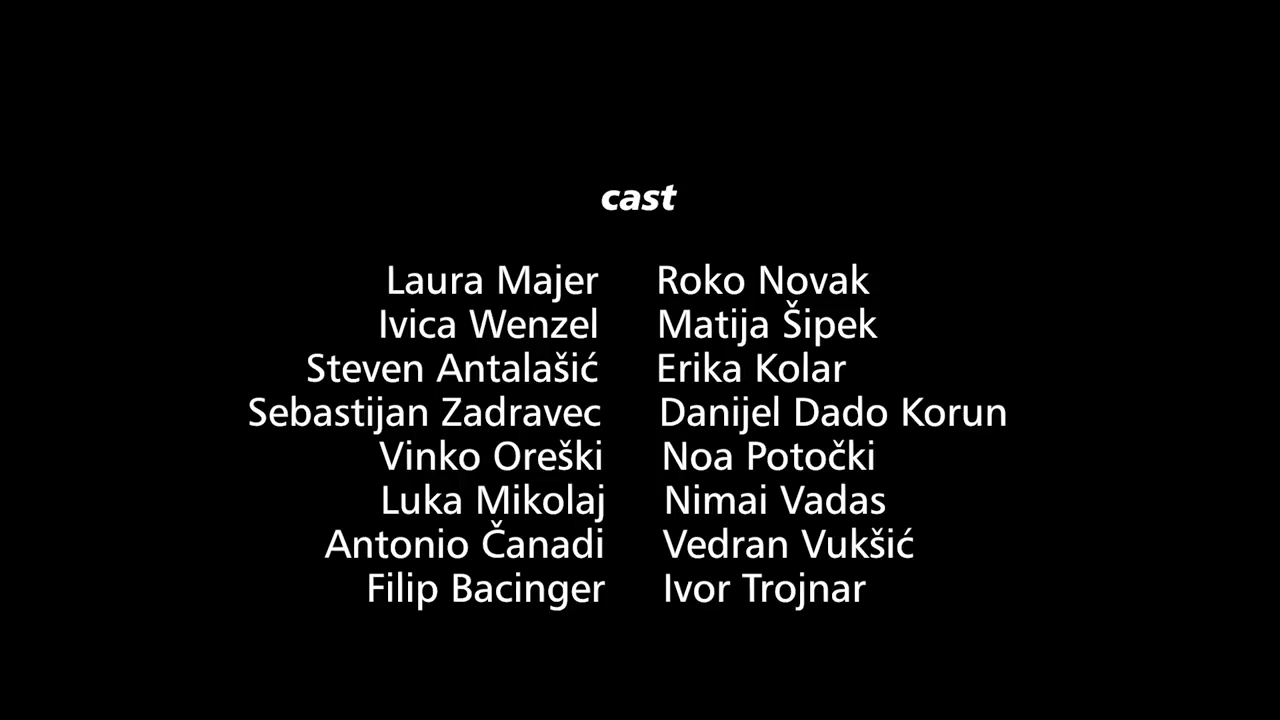 cast
Laura Majer Roko Novak
Ivica Wenzel Matija Šipek
Steven Antalašić Erika Kolar
Sebastijan Zadravec Danijel Dado Korun
Vinko Oreški Noa Potočki
Luka Mikolaj Nimai Vadas
Antonio Čanadi Vedran Vukšić
Filip Bacinger Ivor Trojnar